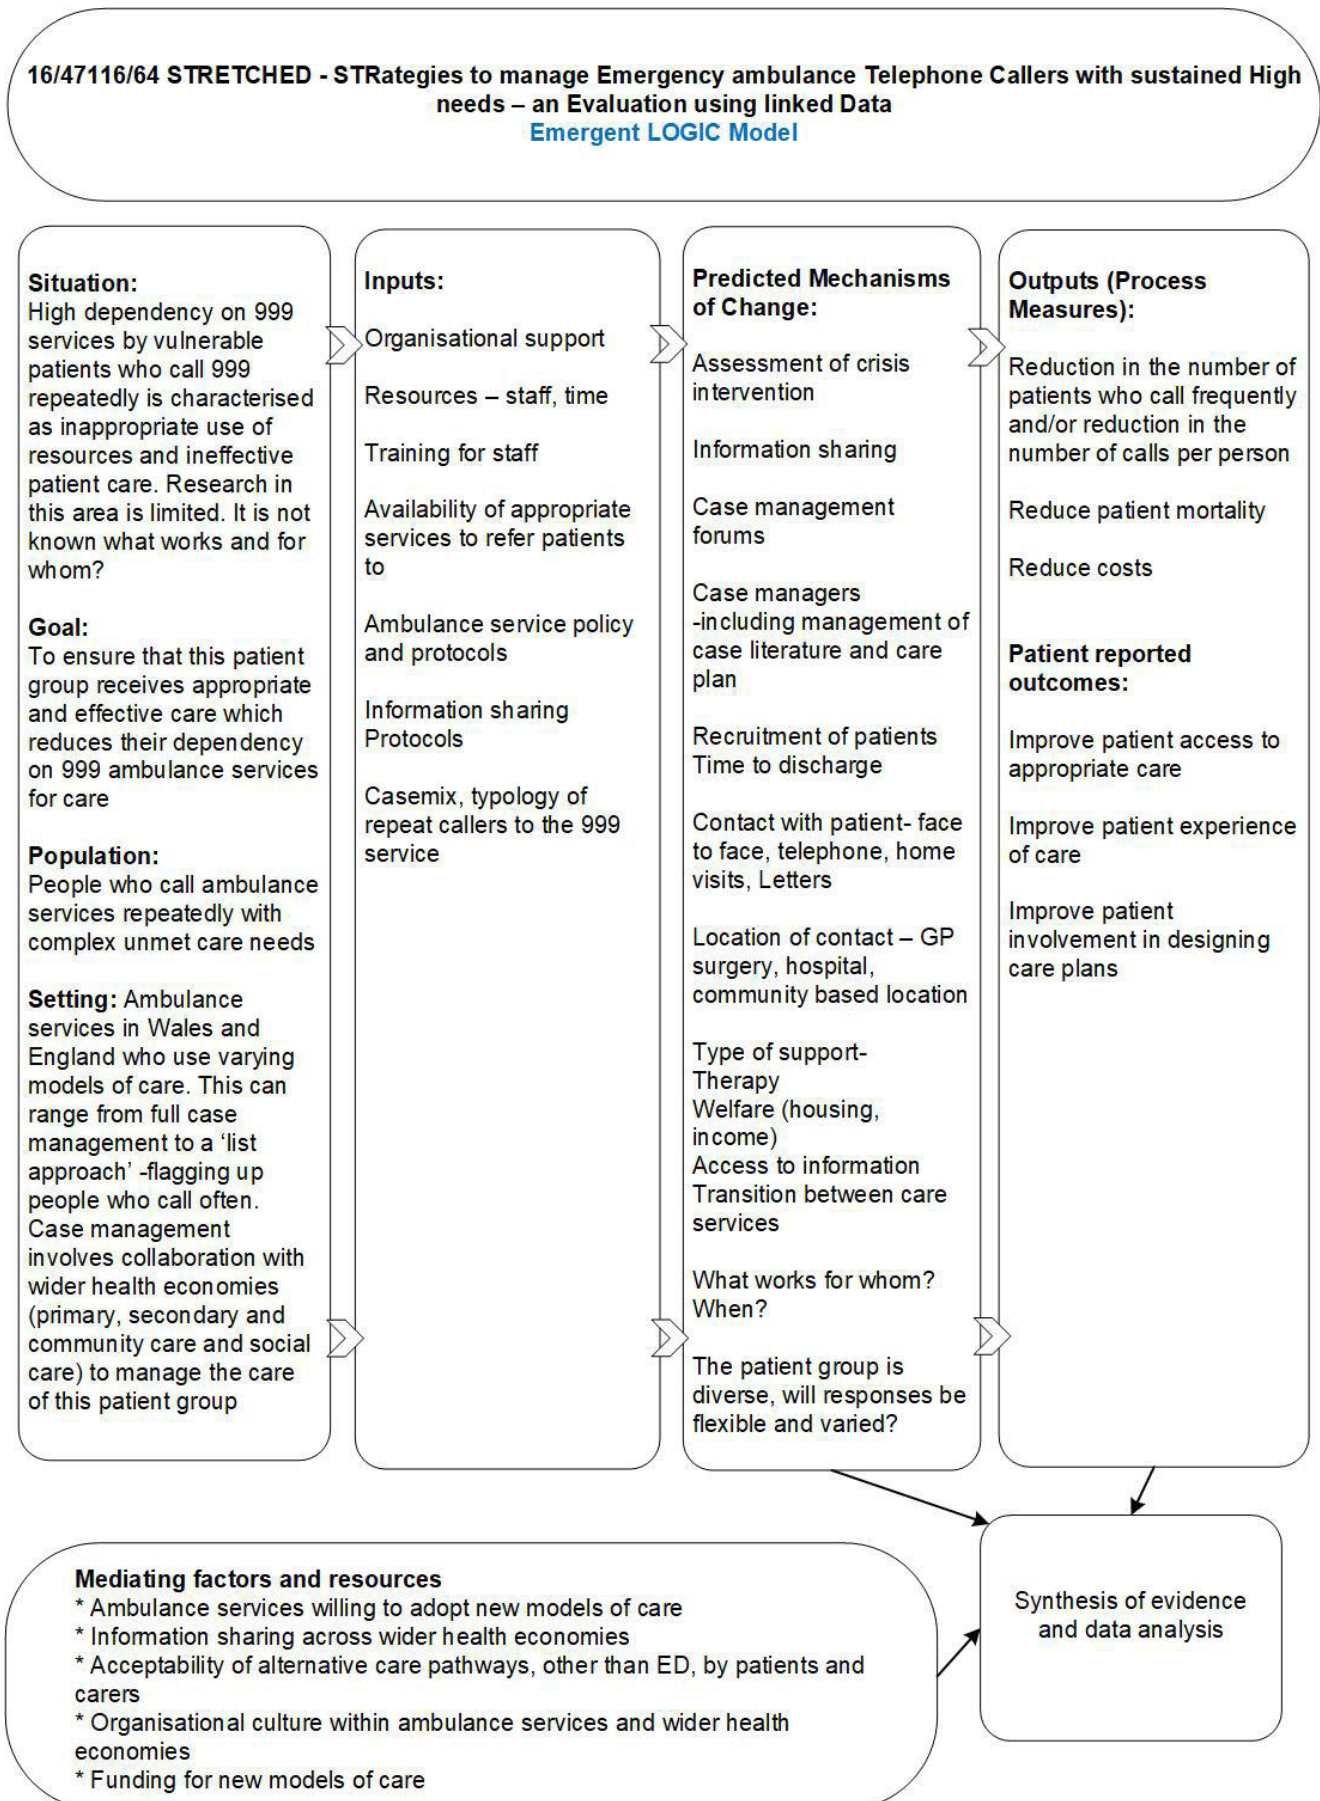 16/47116/64 STRETCHED - STRategies to manage Emergency ambulance Telephone Callers with sustained High
needs – an Evaluation using linked Data
Emergent LOGIC Model
Situation:
High dependency on 999
services by vulnerable
patients who call 999
repeatedly is characterised
as inappropriate use of
resources and ineffective
patient care. Research in
this area is limited. It is not
known what works and for
whom?
Goal:
To ensure that this patient
group receives appropriate
and effective care which
reduces their dependency
on 999 ambulance services
for care
Population:
People who call ambulance
services repeatedly with
complex unmet care needs
Setting: Ambulance
services in Wales and
England who use varying
models of care. This can
range from full case
management to a ‘list
approach’ -flagging up
people who call often.
Case management
involves collaboration with
wider health economies
(primary, secondary and
community care and social
care) to manage the care
of this patient group
Inputs:
Organisational support
Resources – staff, time
Training for staff
Availability of appropriate
services to refer patients
to
Ambulance service policy
and protocols
Information sharing
Protocols
Casemix, typology of
repeat callers to the 999
service
Predicted Mechanisms
of Change:
Assessment of crisis
intervention
Information sharing
Case management
forums
Case managers
-including management of
case literature and care
plan
Recruitment of patients
Time to discharge
Contact with patient- face
to face, telephone, home
visits, Letters
Location of contact – GP
surgery, hospital,
community based location
Type of support-
Therapy
Welfare (housing,
income)
Access to information
Transition between care
services
What works for whom?
When?
The patient group is
diverse, will responses be
flexible and varied?
Outputs (Process
Measures):
Reduction in the number of
patients who call frequently
and/or reduction in the
number of calls per person
Reduce patient mortality
Reduce costs
Patient reported
outcomes:
Improve patient access to
appropriate care
Improve patient experience
of care
Improve patient
involvement in designing
care plans
Mediating factors and resources
* Ambulance services willing to adopt new models of care
* Information sharing across wider health economies
* Acceptability of alternative care pathways, other than ED, by patients and
carers
* Organisational culture within ambulance services and wider health
economies
* Funding for new models of care
Synthesis of evidence
and data analysis